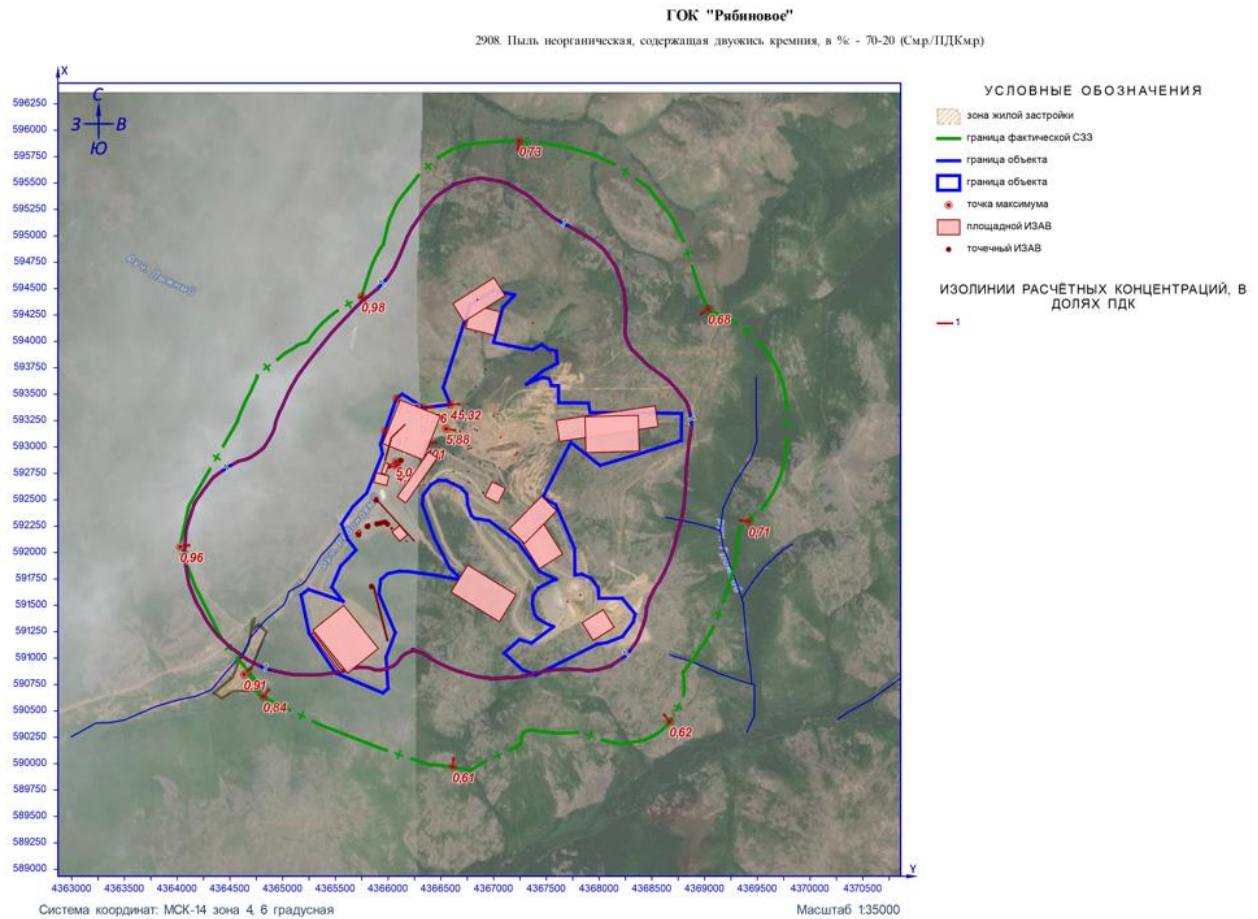 ГОК "Рябиновое"
2908. Пыль неорганическая, содержащая двуокись кремния, в %: - 70-20 (См.р./ПДКм.р.)
X
С
З
В
Ю
596250
596000
595750
595500
595250
595000
594750
594500
594250
594000
593750
593500
593250
593000
592750
592500
592250
592000
591750
591500
591250
591000
590750
590500
590250
590000
589750
589500
589250
589000
руч. Лыжный
0,73
0,98
0,68
45,32
5,88
0,71
0,96
0,91
0,84
0,62
0,61
Y
4363000 4363500 4364000 4364500 4365000 4365500 4366000 4366500 4367000 4367500 4368000 4368500 4369000 4369500 4370000 4370500
Система координат: МСК-14 зона 4, 6 градусная
Масштаб 1:35000
УСЛОВНЫЕ ОБОЗНАЧЕНИЯ
зона жилой застройки
граница фактической СЗЗ
граница объекта
граница объекта
точка максимума
площадной ИЗАВ
точечный ИЗАВ
ИЗОЛИНИИ РАСЧЁТНЫХ КОНЦЕНТРАЦИЙ, В
ДОЛЯХ ПДК
1